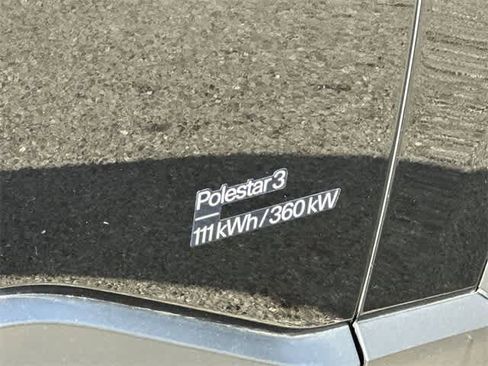 Polestar 3
111 kWh / 360 kW